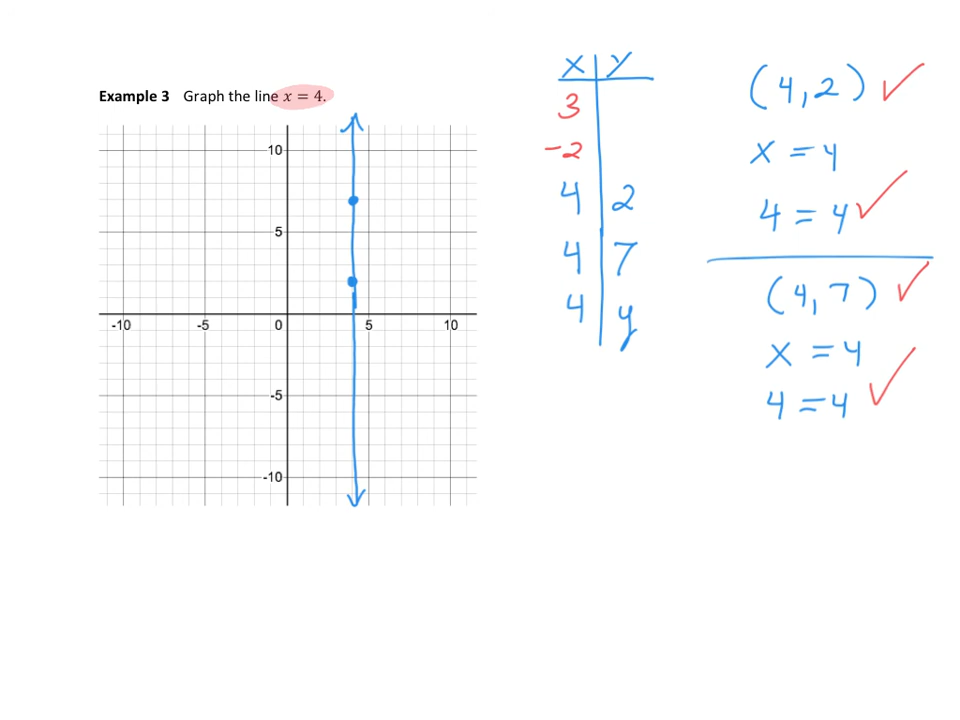 Example 3 Graph the line x = 4.
10
5
-10 -5 0 5 10
-5
-10
x y
3
-2
4 2
4 7
4 y
(4,2) ✓
x = 4
4 = 4 ✓
(4,7) ✓
x = 4
4 = 4 ✓